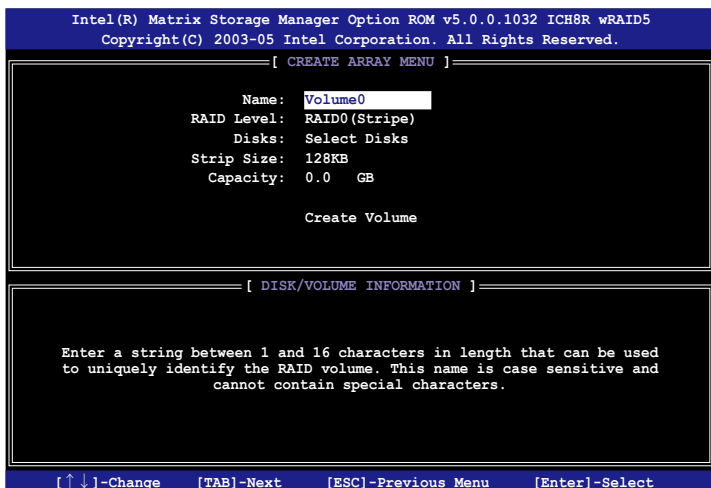 Intel(R) Matrix Storage Manager Option ROM v5.0.0.1032 ICH8R wRAID5
Copyright(C) 2003-05 Intel Corporation. All Rights Reserved.
[ CREATE ARRAY MENU ]
Name: Volume0
RAID Level: RAID0(Stripe)
Disks: Select Disks
Strip Size: 128KB
Capacity: 0.0 GB
Create Volume
[ DISK/VOLUME INFORMATION ]
Enter a string between 1 and 16 characters in length that can be used
to uniquely identify the RAID volume. This name is case sensitive and
cannot contain special characters.
[↑↓]-Change [TAB]-Next [ESC]-Previous Menu [Enter]-Select